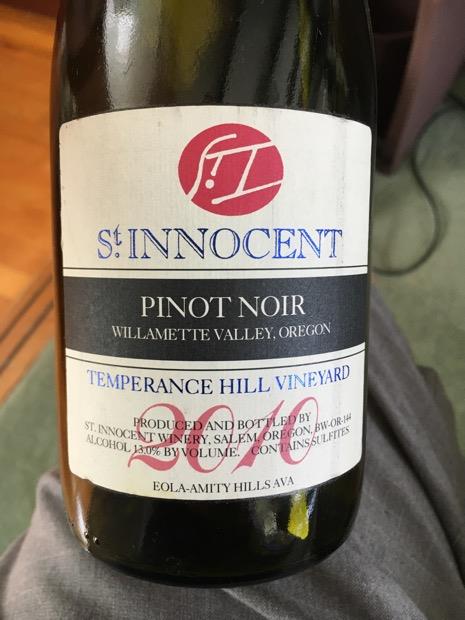 St. I
St. INNOCENT
PINOT NOIR
WILLAMETTE VALLEY, OREGON
TEMPERANCE HILL VINEYARD
2010
PRODUCED AND BOTTLED BY
ST. INNOCENT WINERY, SALEM, OREGON, BW-OR-144
ALCOHOL 13.0% BY VOLUME. CONTAINS SULFITES
EOLA-AMITY HILLS AVA